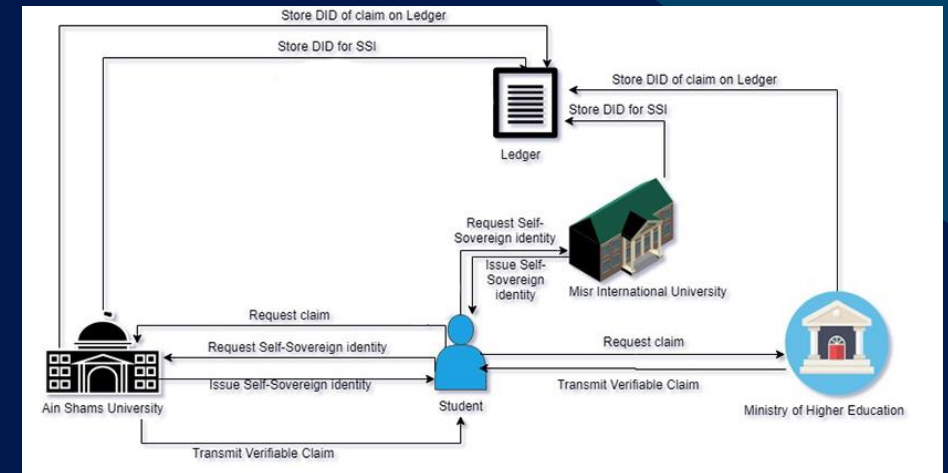 Store DID of claim on Ledger
Store DID for SSI
Store DID of claim on Ledger
Store DID for SSI
Ledger
Request Self-
Sovereign identity
Issue Self-
Sovereign
identity
Misr International University
Request claim
Request Self-Sovereign identity
Issue Self-Sovereign identity
Request claim
Transmit Verifiable Claim
Ain Shams University
Student
Ministry of Higher Education
Transmit Verifiable Claim